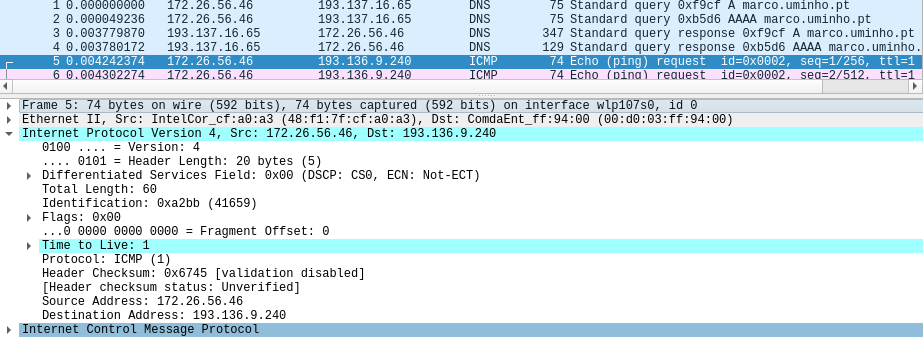 1 0.000000000 172.26.56.46 193.137.16.65 DNS 75 Standard query 0xf9cf A marco.uminho.pt
2 0.000049236 172.26.56.46 193.137.16.65 DNS 75 Standard query 0xb5d6 AAAA marco.uminho.pt
3 0.003779870 193.137.16.65 172.26.56.46 DNS 347 Standard query response 0xf9cf A marco.uminho.pt
4 0.003780172 193.137.16.65 172.26.56.46 DNS 129 Standard query response 0xb5d6 AAAA marco.uminho
5 0.004242374 172.26.56.46 193.136.9.240 ICMP 74 Echo (ping) request id=0x0002, seq=1/256, ttl=1
6 0.004302274 172.26.56.46 193.136.9.240 ICMP 74 Echo (ping) request id=0x0002, seq=2/512, ttl=1
Frame 5: 74 bytes on wire (592 bits), 74 bytes captured (592 bits) on interface wlp107s0, id 0
Ethernet II, Src: IntelCor_cf:a0:a3 (48:f1:7f:cf:a0:a3), Dst: ComdaEnt_ff:94:00 (00:d0:03:ff:94:00)
Internet Protocol Version 4, Src: 172.26.56.46, Dst: 193.136.9.240
0100 .... = Version: 4
.... 0101 = Header Length: 20 bytes (5)
Differentiated Services Field: 0x00 (DSCP: CS0, ECN: Not-ECT)
Total Length: 60
Identification: 0xa2bb (41659)
Flags: 0x00
...0 0000 0000 0000 = Fragment Offset: 0
Time to Live: 1
Protocol: ICMP (1)
Header Checksum: 0x6745 [validation disabled]
[Header checksum status: Unverified]
Source Address: 172.26.56.46
Destination Address: 193.136.9.240
Internet Control Message Protocol